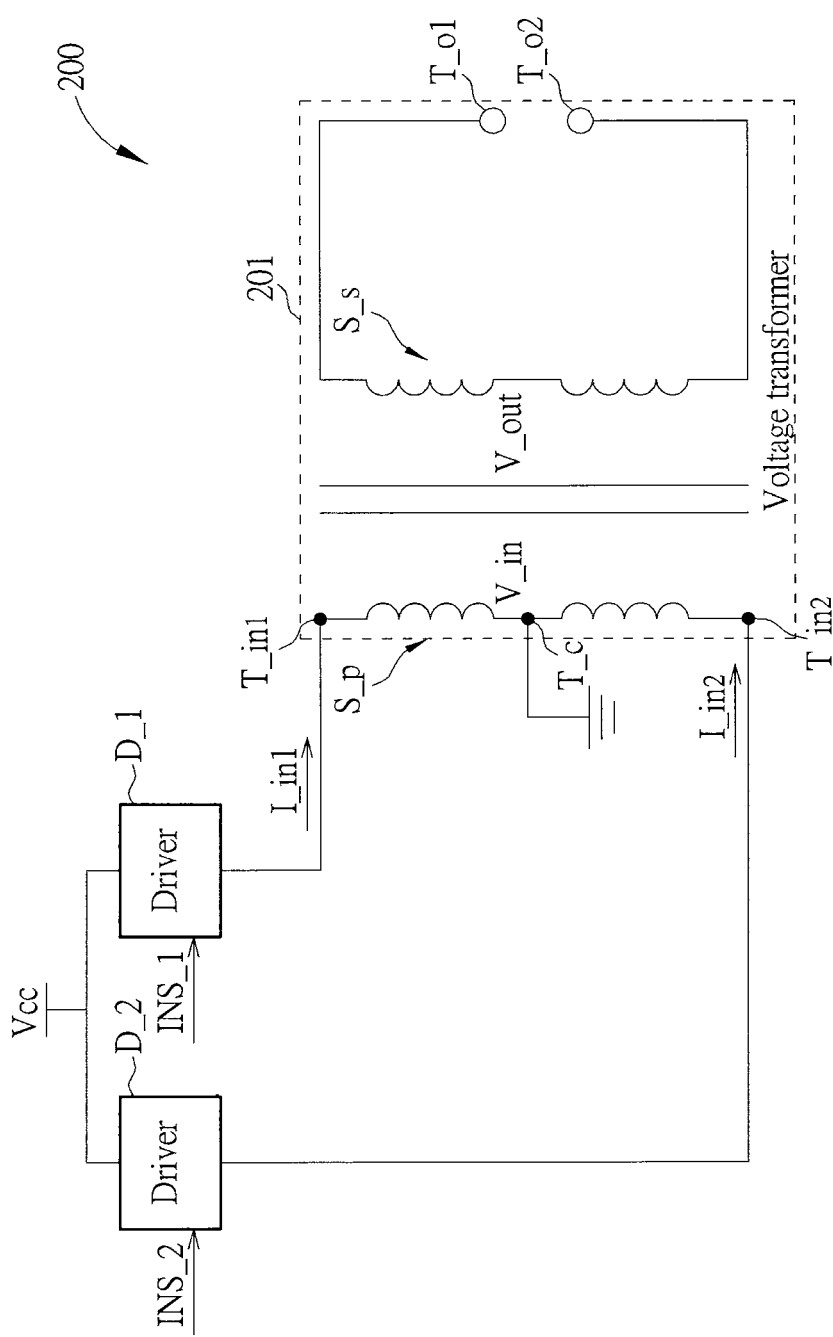 200
Vcc
D_2
D_1
Driver
Driver
INS_2
INS_1
I_in1
I_in2
T_in1
S_p
T_c
T_in2
V_in
V_out
S_s
201
T_o1
T_o2
Voltage transformer